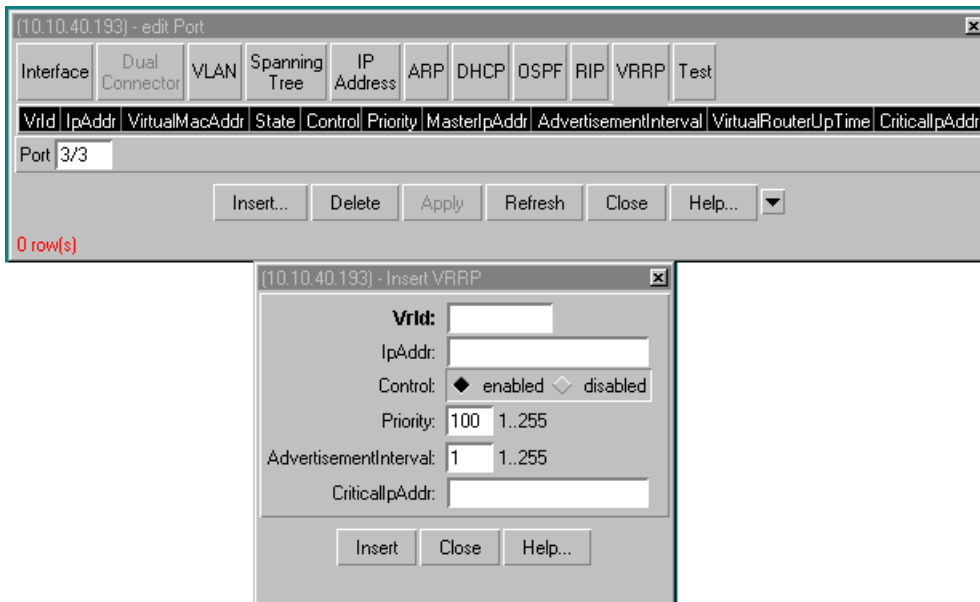 (10.10.40.193) - edit Port
Interface Dual Connector VLAN Spanning Tree IP Address ARP DHCP OSPF RIP VRRP Test
VrId IpAddr VirtualMacAddr State Control Priority MasterIpAddr AdvertisementInterval VirtualRouterUpTime CriticalIpAddr
Port 3/3
Insert... Delete Apply Refresh Close Help...
0 row(s)
(10.10.40.193) - Insert VRRP
VrId:
IpAddr:
Control: enabled disabled
Priority: 100 1..255
AdvertisementInterval: 1 1..255
CriticalIpAddr:
Insert Close Help...